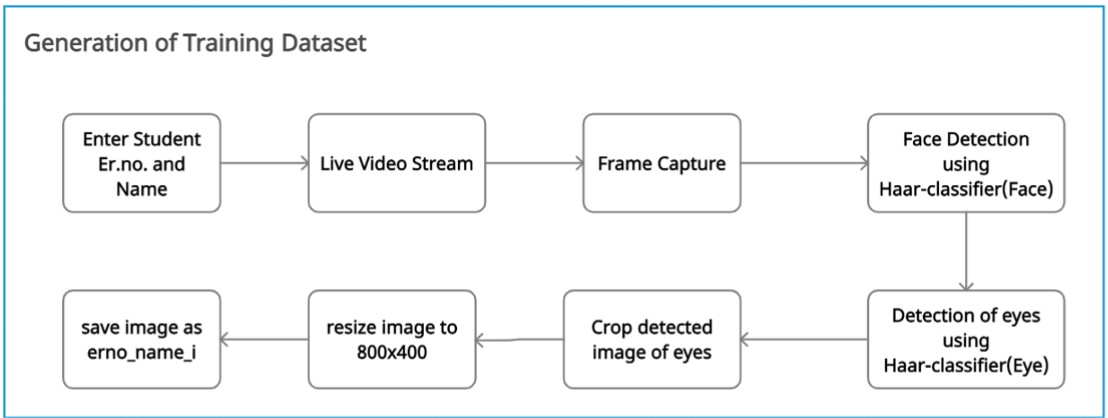 Generation of Training Dataset
Enter Student
Er.no. and
Name
Live Video Stream
Frame Capture
Face Detection
using
Haar-classifier(Face)
Detection of eyes
using
Haar-classifier(Eye)
Crop detected
image of eyes
resize image to
800x400
save image as
erno_name_i